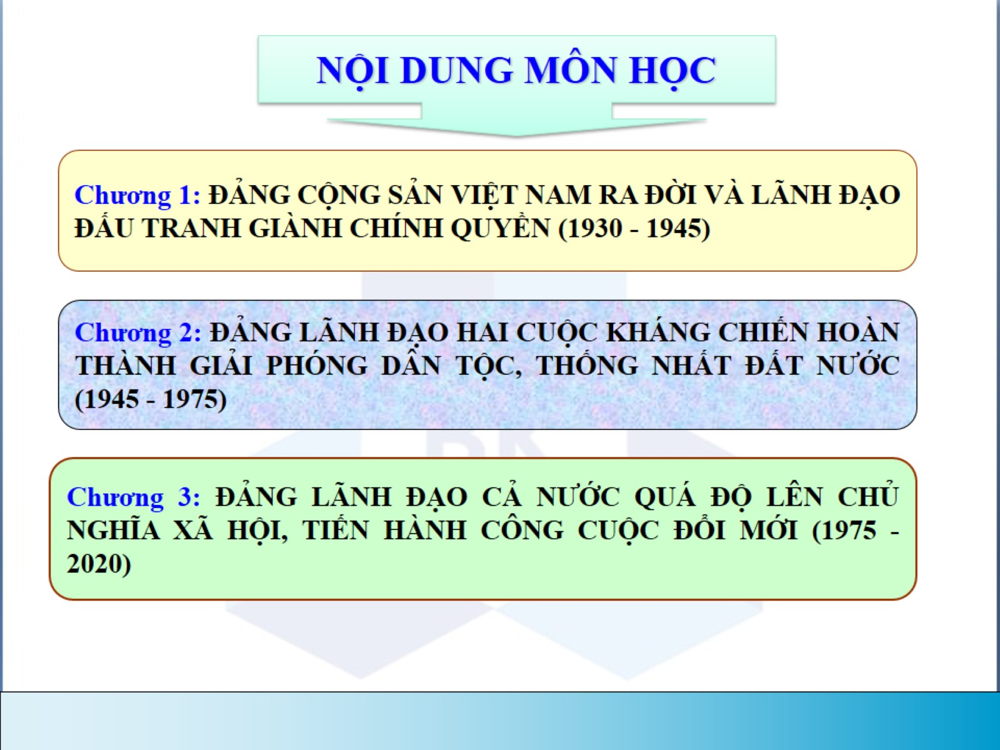 NỘI DUNG MÔN HỌC
Chương 1: ĐẢNG CỘNG SẢN VIỆT NAM RA ĐỜI VÀ LÃNH ĐẠO
ĐẤU TRANH GIÀNH CHÍNH QUYỀN (1930 - 1945)
Chương 2: ĐẢNG LÃNH ĐẠO HAI CUỘC KHÁNG CHIẾN HOÀN
THÀNH GIẢI PHÓNG DÂN TỘC, THỐNG NHẤT ĐẤT NƯỚC
(1945 - 1975)
Chương 3: ĐẢNG LÃNH ĐẠO CẢ NƯỚC QUÁ ĐỘ LÊN CHỦ
NGHĨA XÃ HỘI, TIẾN HÀNH CÔNG CUỘC ĐỔI MỚI (1975 -
2020)